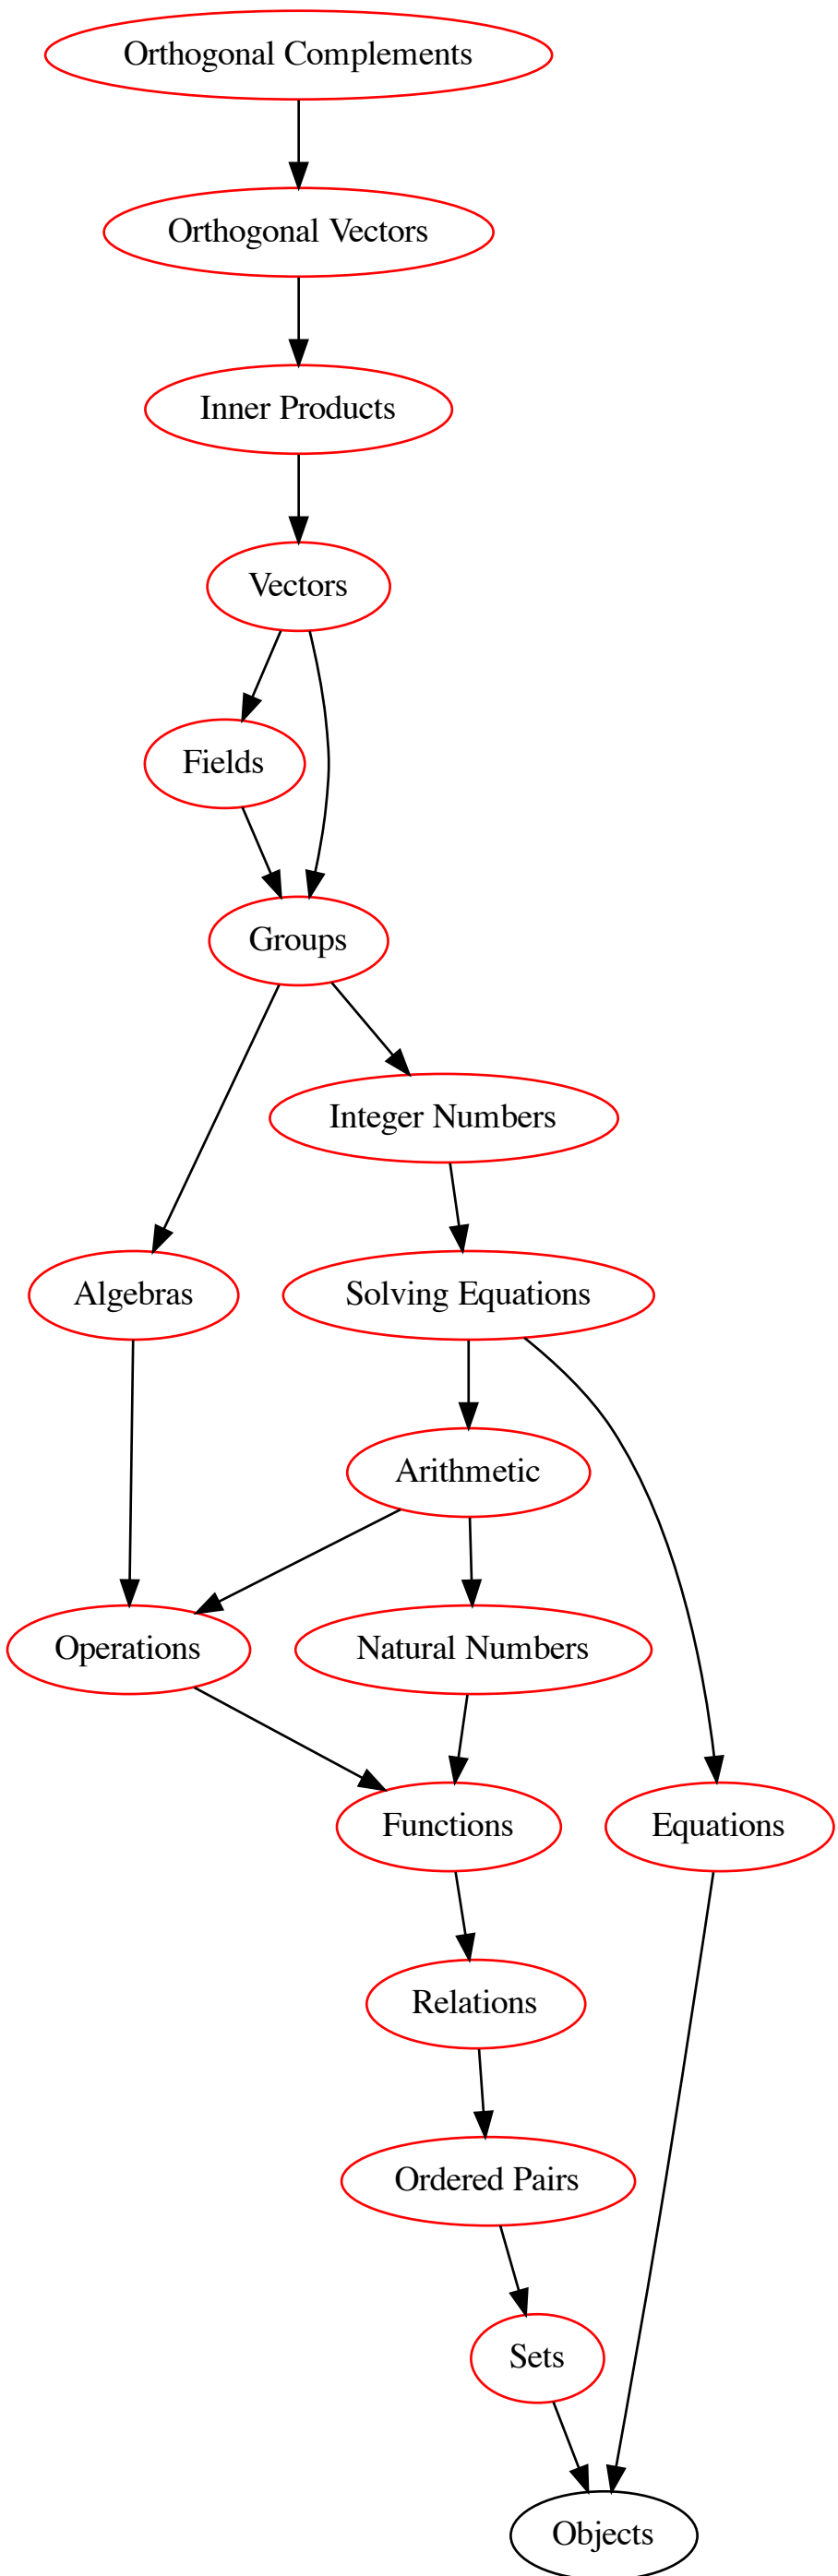 Orthogonal Complements
Orthogonal Vectors
Inner Products
Vectors
Fields
Groups
Integer Numbers
Algebras
Solving Equations
Arithmetic
Operations
Natural Numbers
Functions
Equations
Relations
Ordered Pairs
Sets
Objects